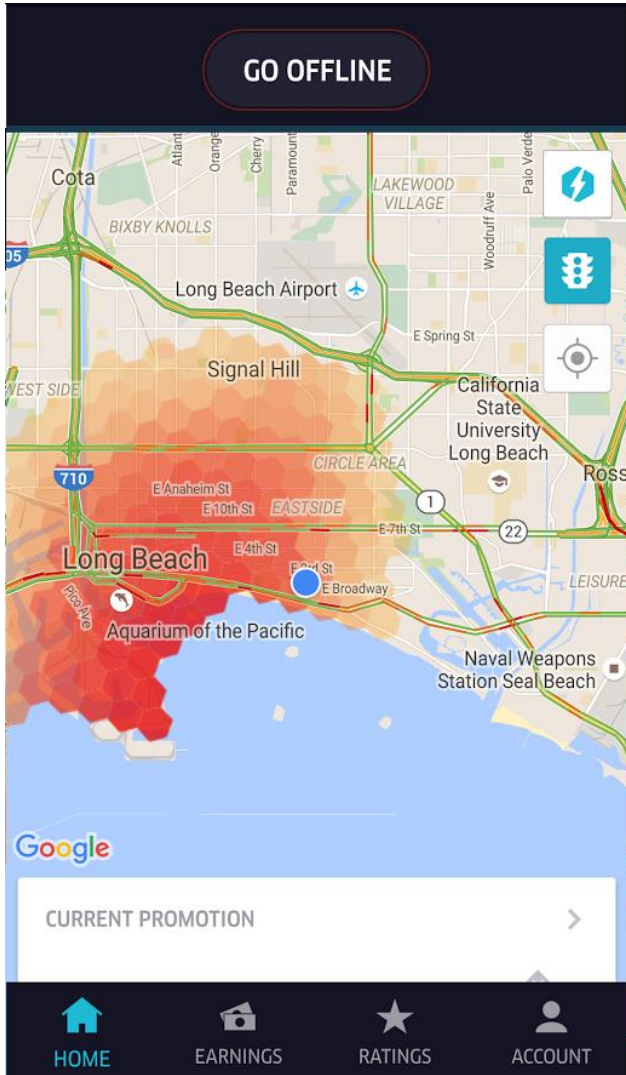 GO OFFLINE
Cota
Atlant
Orange
Cherry
Paramount
LAKEWOOD
VILLAGE
Woodruff Ave
Palo Verde
BIXBY KNOLLS
05
Long Beach Airport
E Spring St
Signal Hill
WEST SIDE
California
State
University
Long Beach
CIRCLE AREA
Ross
710
E Anaheim St
E 10th St
EASTSIDE
1
E 7th St
22
Long Beach
E 4th St
E 3rd St
E Broadway
LEISURE
Pico Ave
Aquarium of the Pacific
Naval Weapons
Station Seal Beach
Google
CURRENT PROMOTION
HOME
EARNINGS
RATINGS
ACCOUNT